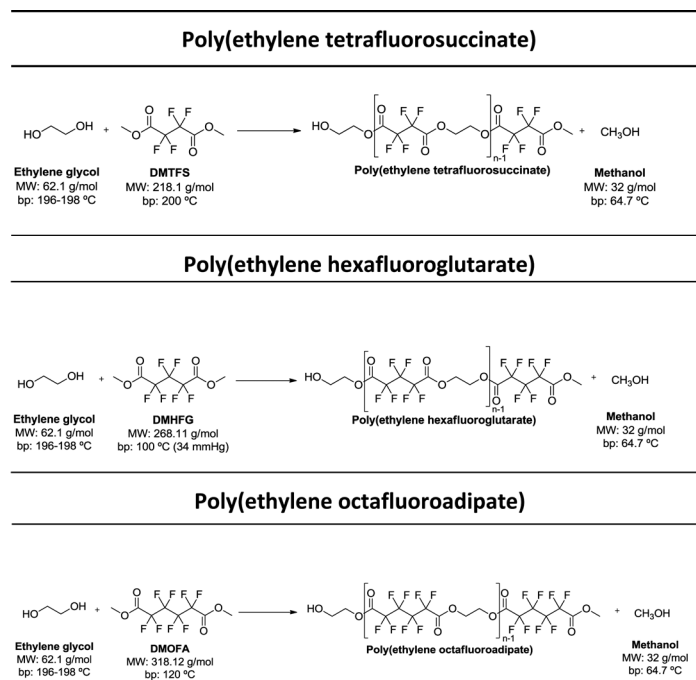 Poly(ethylene tetrafluorosuccinate)
HO OH + O O F F F F O O HO O O F F F F O O O n-1 O F F F F O O + CH₃OH
Ethylene glycol
MW: 62.1 g/mol
bp: 196-198 ºC
DMTFS
MW: 218.1 g/mol
bp: 200 ºC
Poly(ethylene tetrafluorosuccinate)
Methanol
MW: 32 g/mol
bp: 64.7 ºC
Poly(ethylene hexafluoroglutarate)
HO OH + O O F F F F F F O O HO O O F F F F F F O O O n-1 O F F F F F F O O + CH₃OH
Ethylene glycol
MW: 62.1 g/mol
bp: 196-198 ºC
DMHFG
MW: 268.11 g/mol
bp: 100 ºC (34 mmHg)
Poly(ethylene hexafluoroglutarate)
Methanol
MW: 32 g/mol
bp: 64.7 ºC
Poly(ethylene octafluoroadipate)
HO OH + O O F F F F F F F F O O HO O O F F F F F F F F O O O n-1 O F F F F F F F F O O + CH₃OH
Ethylene glycol
MW: 62.1 g/mol
bp: 196-198 ºC
DMOFA
MW: 318.12 g/mol
bp: 120 ºC
Poly(ethylene octafluoroadipate)
Methanol
MW: 32 g/mol
bp: 64.7 ºC